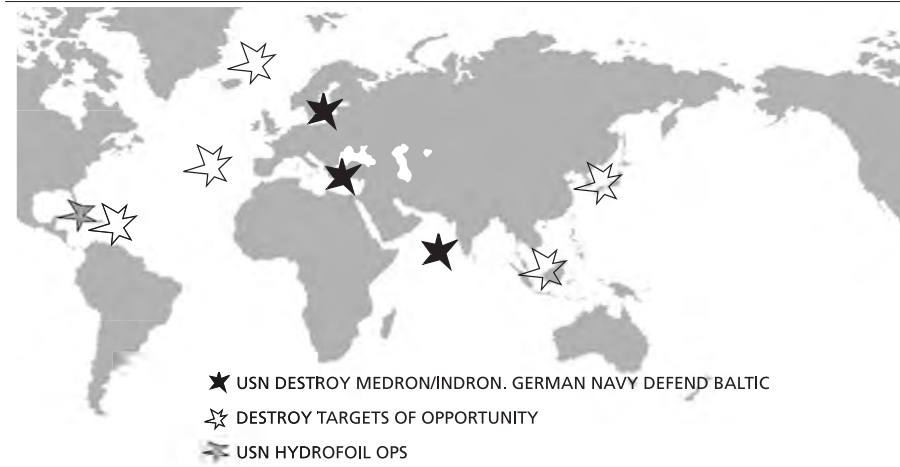 USN DESTROY MEDRON/INDRON. GERMAN NAVY DEFEND BALTIC
DESTROY TARGETS OF OPPORTUNITY
USN HYDROFOIL OPS